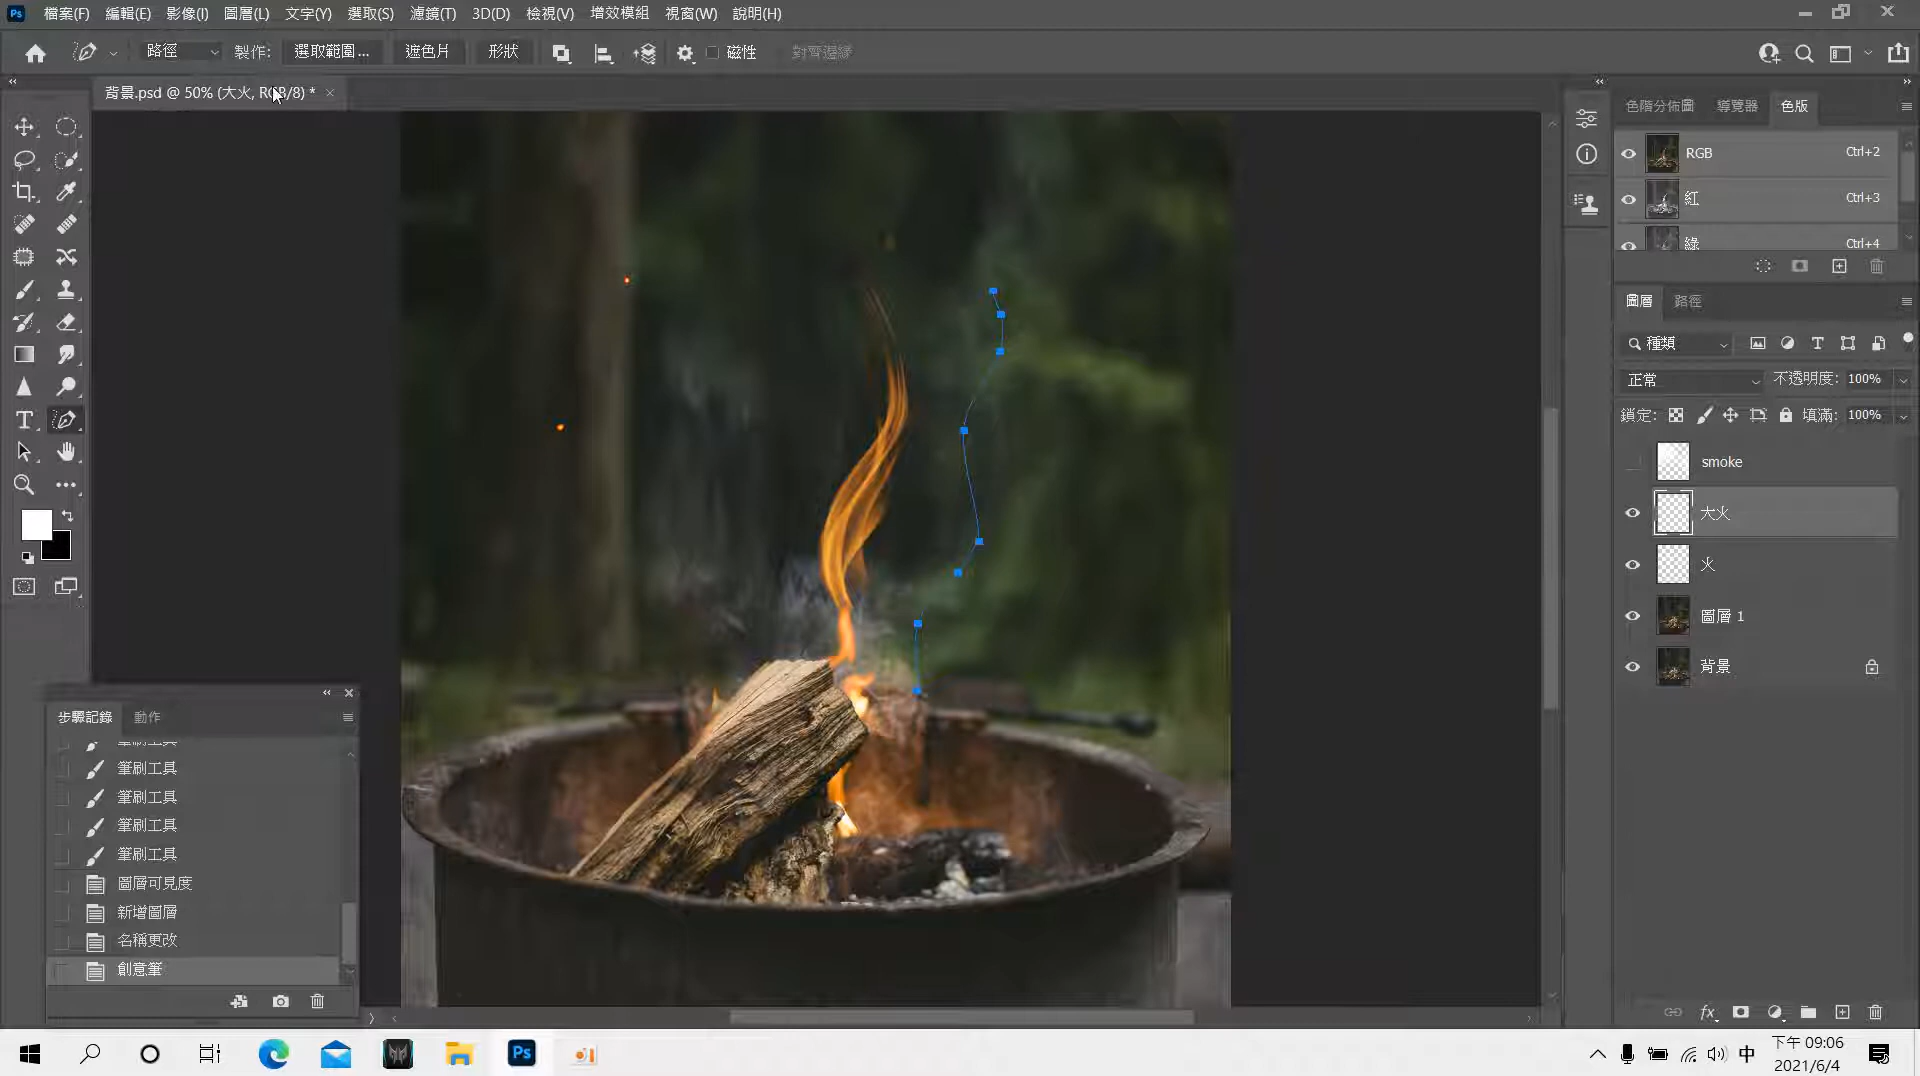 Ps 檔案(F) 編輯(E) 影像(I) 圖層(L) 文字(Y) 選取(S) 濾鏡(T) 3D(D) 檢視(V) 增效模組 視窗(W) 說明(H)
路徑 製作: 選取範圍... 遮色片 形狀 磁性 對齊邊緣
背景.psd @ 50% (大火, RGB/8) *
色階分佈圖 導覽器 色版
RGB Ctrl+2
紅 Ctrl+3
綠 Ctrl+4
圖層 路徑
種類
正常 不透明度: 100%
鎖定: 填滿: 100%
smoke
大火
火
圖層 1
背景
步驟記錄 動作
筆刷工具
筆刷工具
筆刷工具
筆刷工具
筆刷工具
圖層可見度
新增圖層
名稱更改
創意筆
Ps
中
下午 09:06
2021/6/4